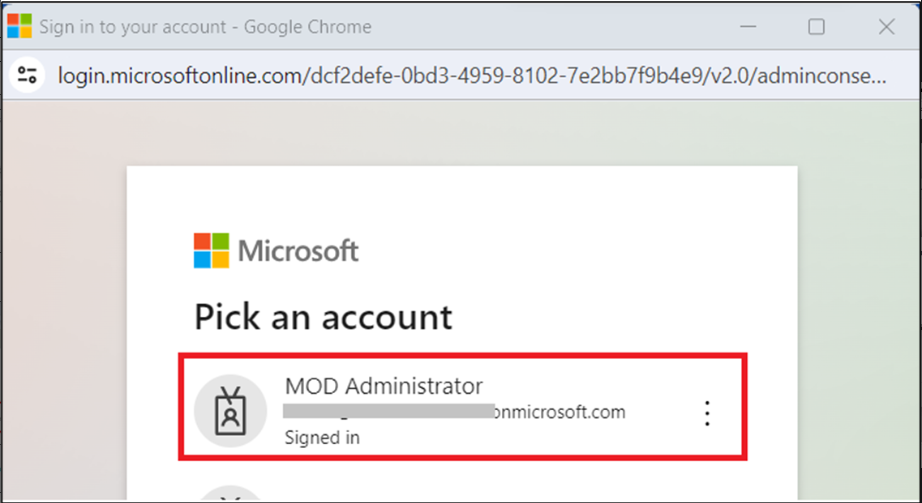 Sign in to your account - Google Chrome
login.microsoftonline.com/dcf2defe-0bd3-4959-8102-7e2bb7f9b4e9/v2.0/adminconse...
Microsoft
Pick an account
MOD Administrator
onmicrosoft.com
Signed in